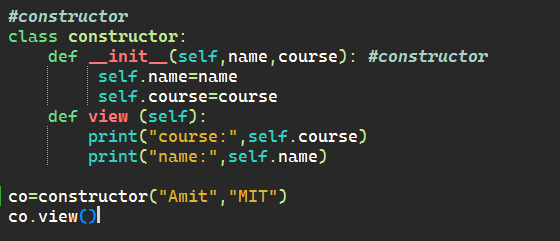 #constructor
class constructor:
    def __init__(self,name,course): #constructor
         self.name=name
         self.course=course
    def view (self):
        print("course:",self.course)
        print("name:",self.name)
co=constructor("Amit","MIT")
co.view()